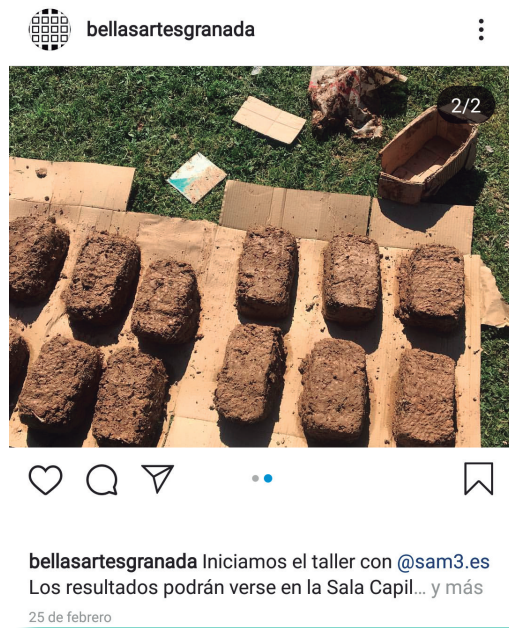 bellasartesgranada
2/2
bellasartesgranada Iniciamos el taller con @sam3.es
Los resultados podrán verse en la Sala Capil... y más
25 de febrero